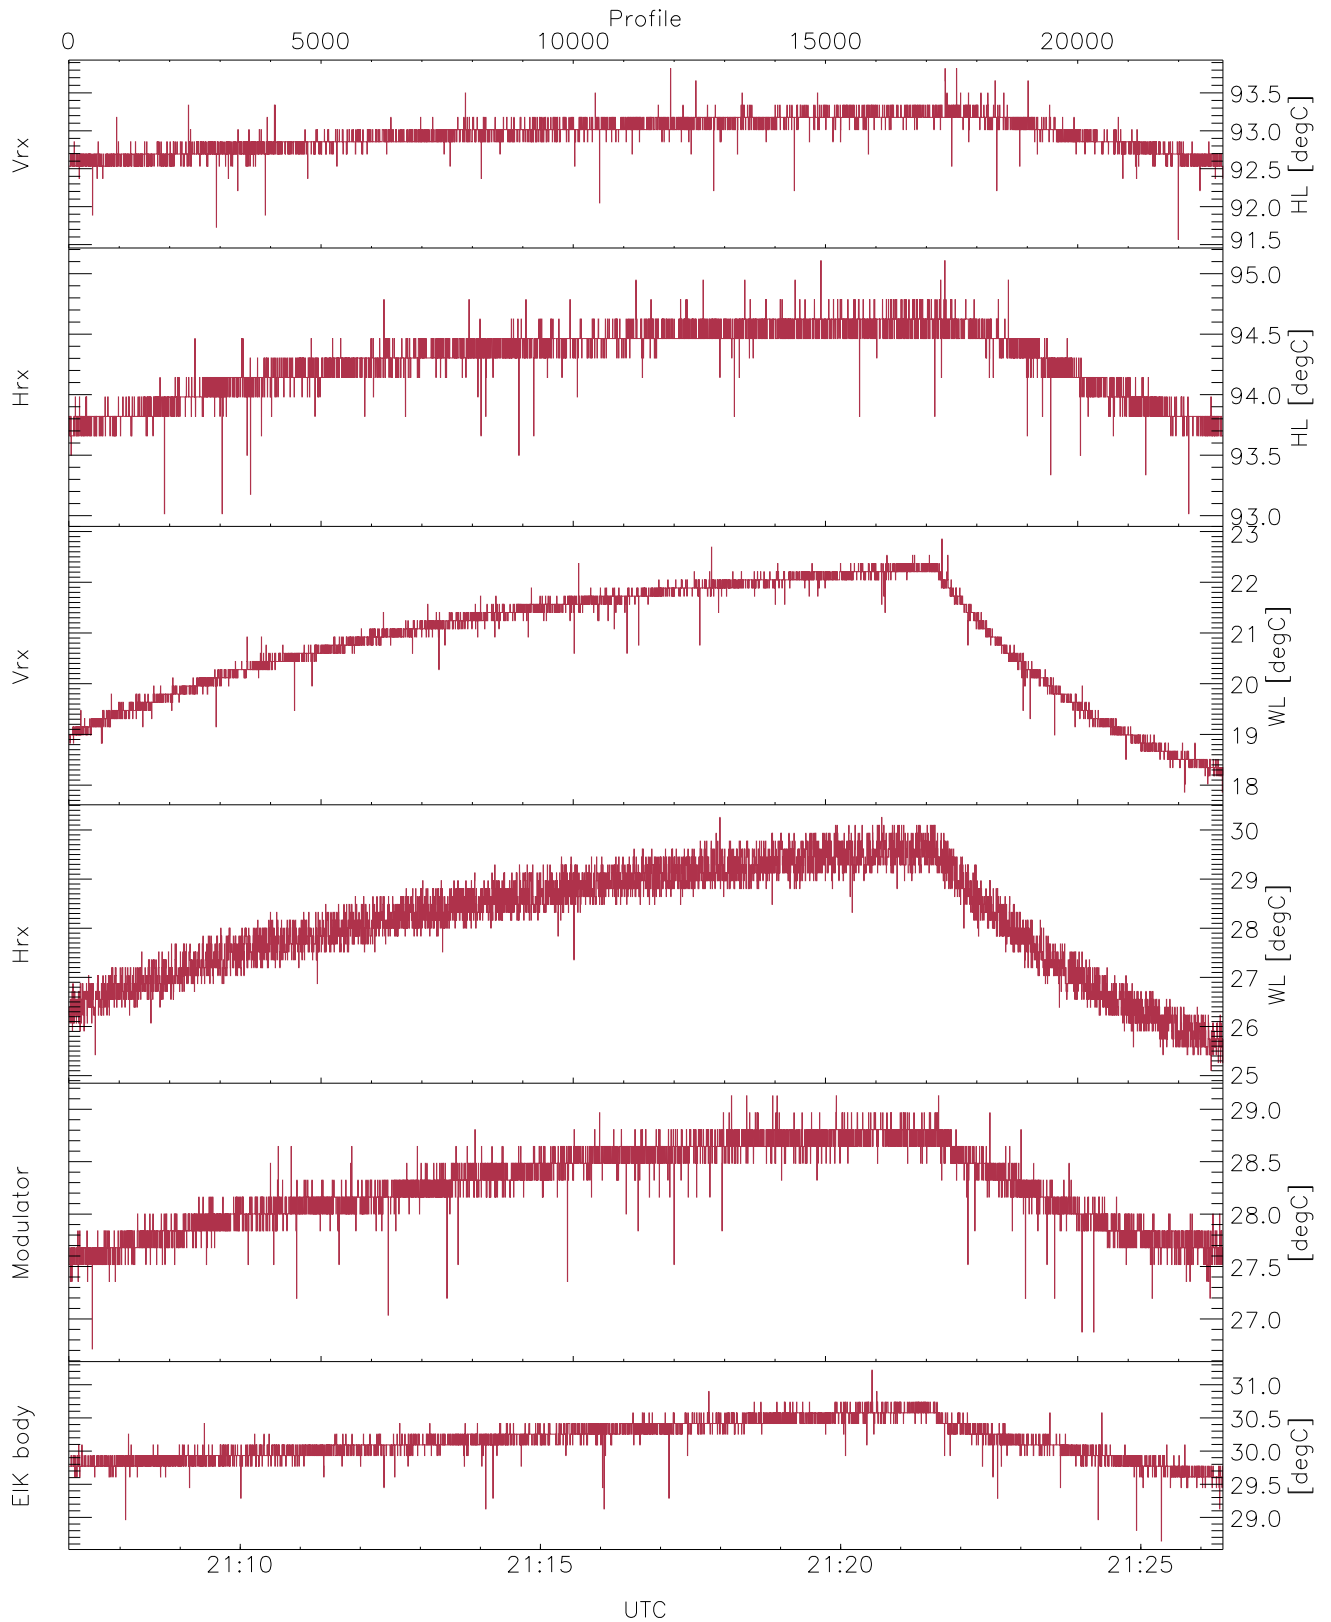 Profile
0 5000 10000 15000 20000
Vrx
93.5
93.0
92.5
92.0
91.5
HL [degC]
Hrx
95.0
94.5
94.0
93.5
93.0
HL [degC]
Vrx
23
22
21
20
19
18
WL [degC]
Hrx
30
29
28
27
26
25
WL [degC]
Modulator
29.0
28.5
28.0
27.5
27.0
[degC]
EIK body
31.0
30.5
30.0
29.5
29.0
[degC]
21:10 21:15 21:20 21:25
UTC